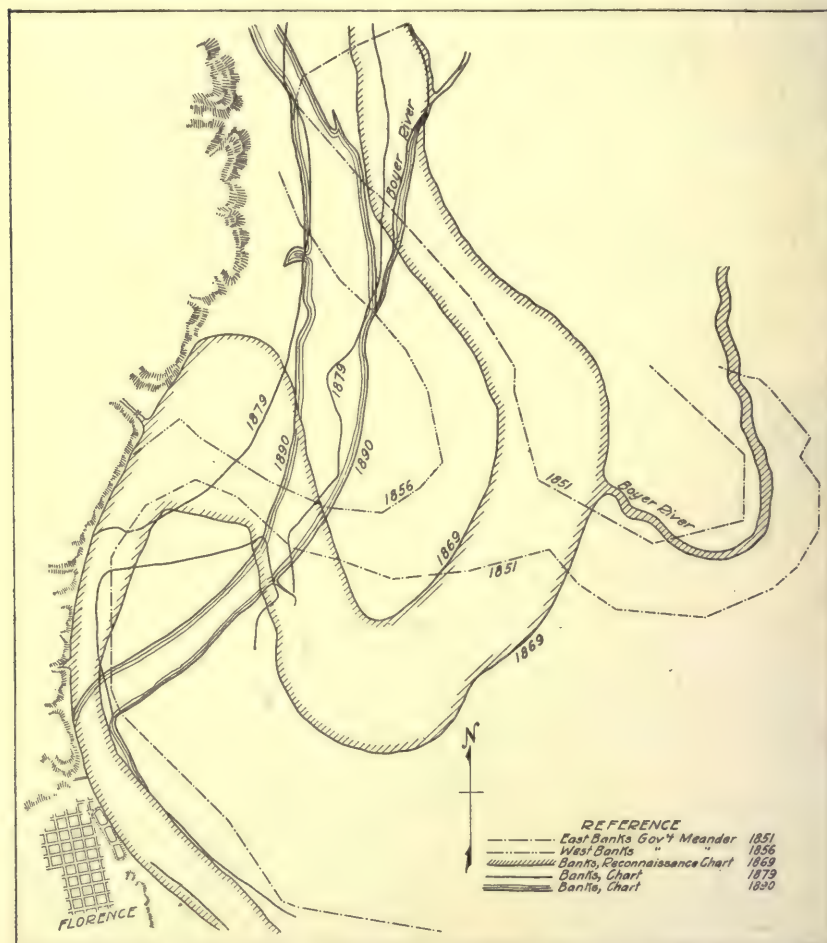 Boyer River
1879
1879
1890
1890
1856
1851
Boyer River
1869
1851
1869
N
REFERENCE
East Banks Gov't Meander 1851
West Banks " " 1856
Banks, Reconnaissance Chart 1869
Banks, Chart 1879
Banks, Chart 1890
FLORENCE